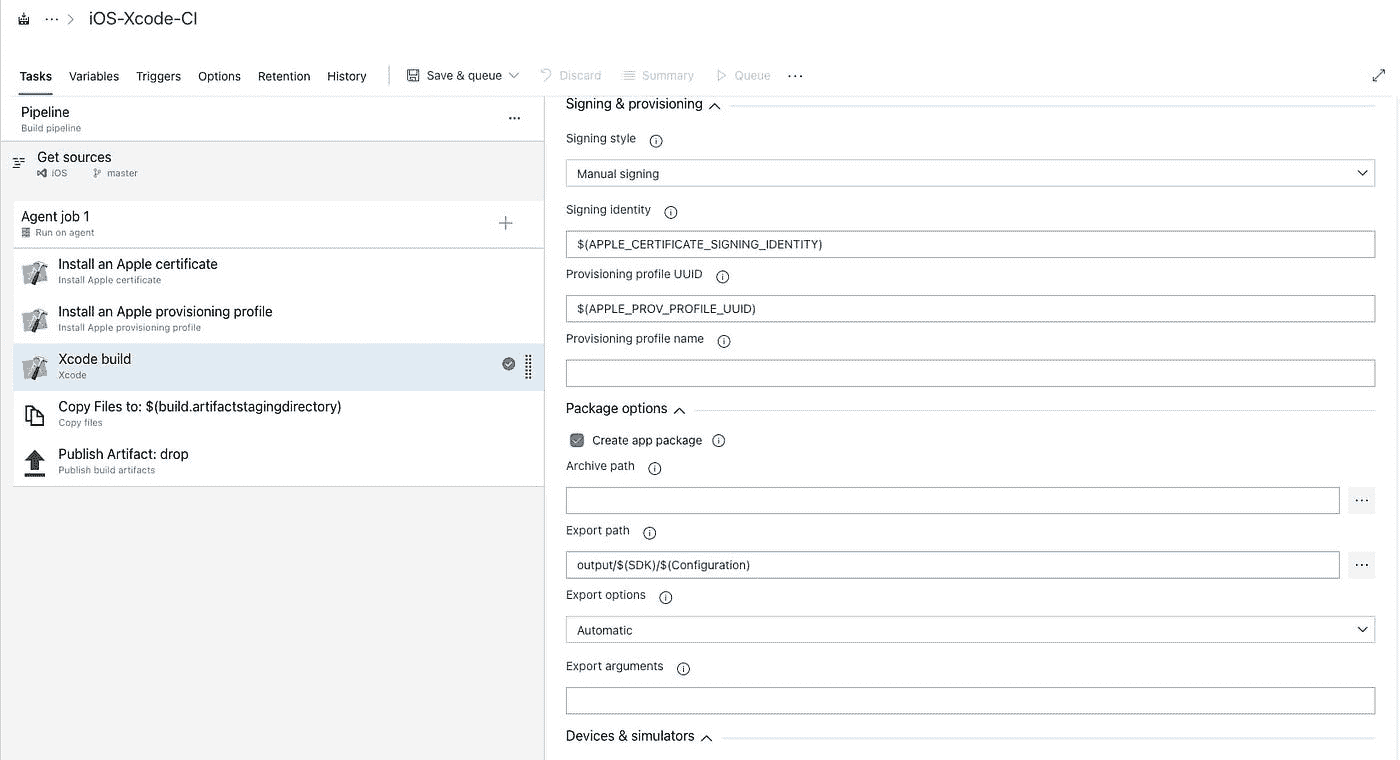 ... > iOS-Xcode-CI
Tasks Variables Triggers Options Retention History Save & queue Discard Summary Queue ...
Pipeline
Build pipeline
Get sources
iOS master
Agent job 1
Run on agent
Install an Apple certificate
Install Apple certificate
Install an Apple provisioning profile
Install Apple provisioning profile
Xcode build
Xcode
Copy Files to: $(build.artifactstagingdirectory)
Copy files
Publish Artifact: drop
Publish build artifacts
Signing & provisioning
Signing style
Manual signing
Signing identity
$(APPLE_CERTIFICATE_SIGNING_IDENTITY)
Provisioning profile UUID
$(APPLE_PROV_PROFILE_UUID)
Provisioning profile name
Package options
Create app package
Archive path
Export path
output/$(SDK)/$(Configuration)
Export options
Automatic
Export arguments
Devices & simulators